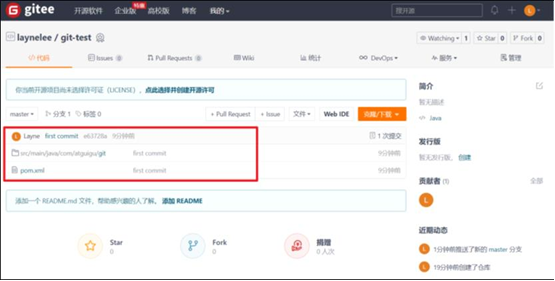 gitee 开源软件 企业版 特惠 高校版 博客 我的 搜开源
laynelee / git-test
Watching 1 Star 0 Fork 0
代码 Issues 0 Pull Requests 0 Wiki 统计 DevOps 服务 管理
你当前开源项目尚未选择许可证（LICENSE），点此选择并创建开源许可
master 分支 1 标签 0
+ Pull Request + Issue 文件 Web IDE 克隆/下载
L Layne first commit e63728a 9分钟前
1 次提交
src/main/java/com/atguigu/git first commit 9分钟前
pom.xml first commit 9分钟前
添加一个 README.md 文件，帮助感兴趣的人了解。 添加 README
Star
0
Fork
0
捐赠
0 人次
简介
暂无描述
Java
发行版
暂无发行版，创建
贡献者 (1) 全部
L
近期动态
L 1分钟前推送了新的 master 分支
L 19分钟前创建了仓库